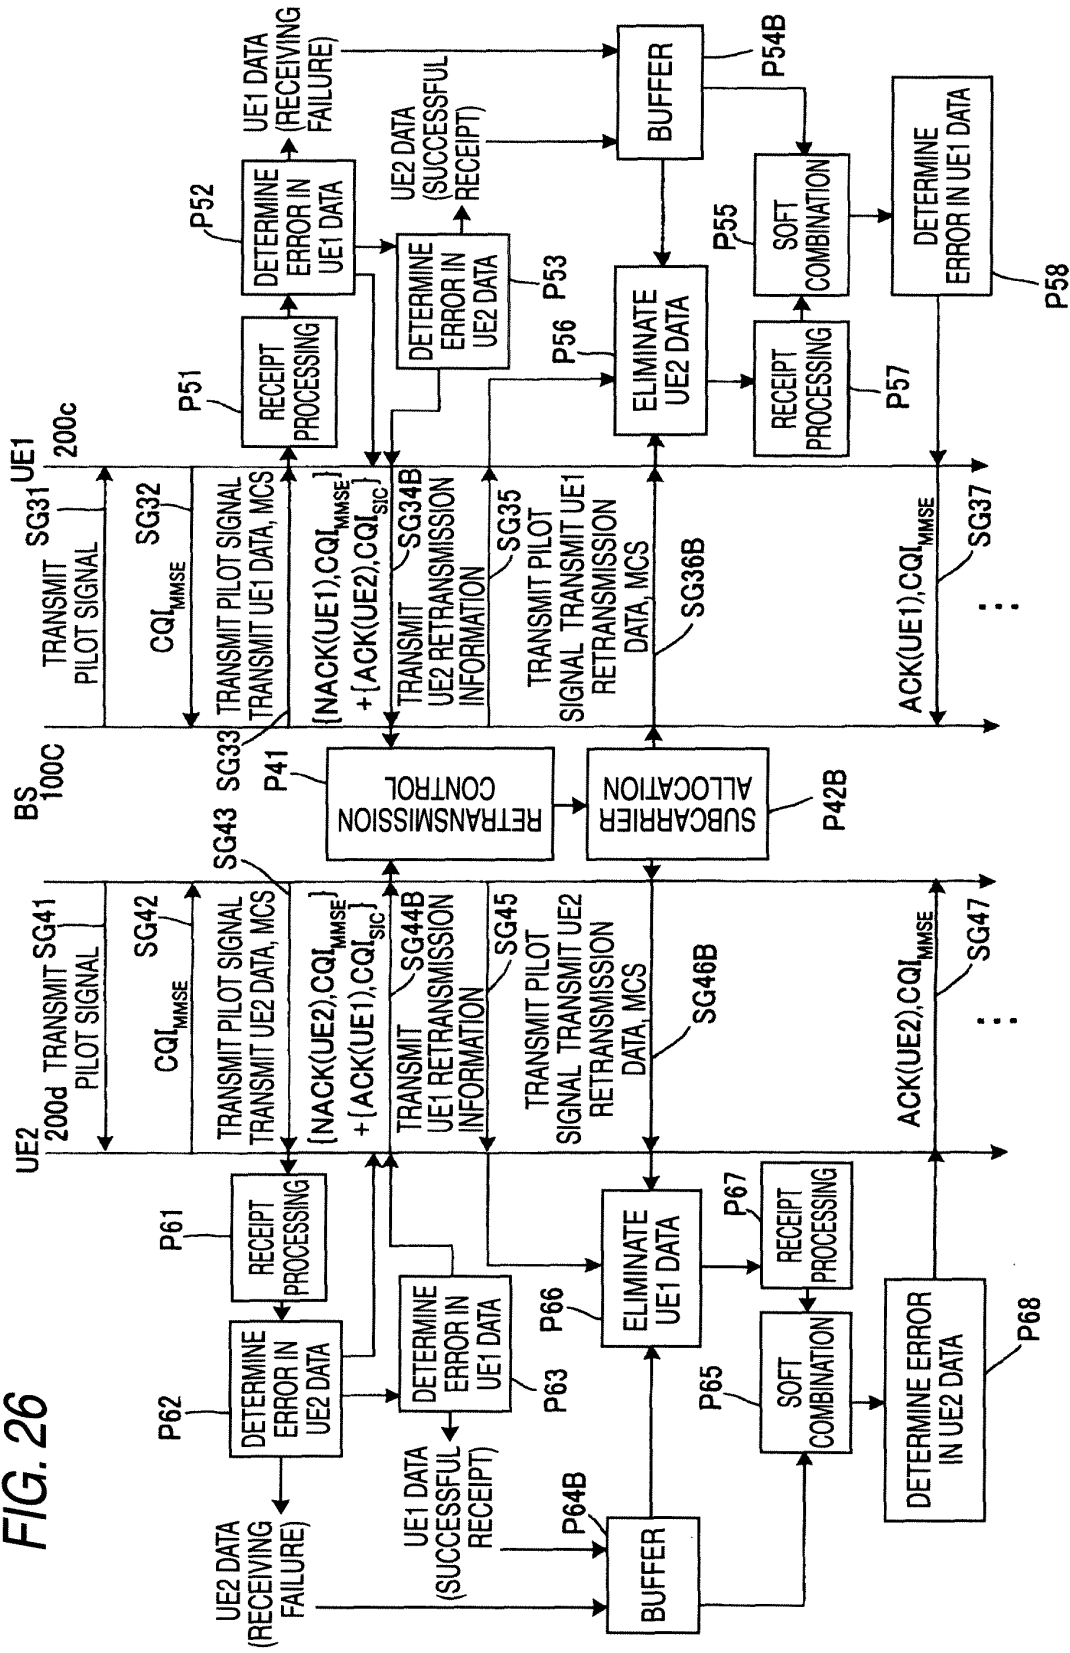 FIG. 26
UE2
200d
BS
100C
UE1
200c
TRANSMIT
PILOT SIGNAL
SG41
TRANSMIT
PILOT SIGNAL
SG31
CQIMMSE
SG42
CQIMMSE
SG32
TRANSMIT PILOT SIGNAL
TRANSMIT UE2 DATA, MCS
SG43
SG33
TRANSMIT PILOT SIGNAL
TRANSMIT UE1 DATA, MCS
P61
RECEIPT
PROCESSING
P51
RECEIPT
PROCESSING
P62
DETERMINE
ERROR IN
UE2 DATA
P52
DETERMINE
ERROR IN
UE1 DATA
UE2 DATA
(RECEIVING
FAILURE)
UE1 DATA
(RECEIVING
FAILURE)
{NACK(UE2),CQIMMSE}
+{ACK(UE1),CQISIC}
SG44B
P41
RETRANSMISSION
CONTROL
{NACK(UE1),CQIMMSE}
+{ACK(UE2),CQISIC}
SG34B
DETERMINE
ERROR IN
UE1 DATA
P63
DETERMINE
ERROR IN
UE2 DATA
P53
UE1 DATA
(SUCCESSFUL
RECEIPT)
UE2 DATA
(SUCCESSFUL
RECEIPT)
TRANSMIT
UE1 RETRANSMISSION
INFORMATION
SG45
TRANSMIT
UE2 RETRANSMISSION
INFORMATION
SG35
TRANSMIT PILOT
SIGNAL TRANSMIT UE2
RETRANSMISSION
DATA, MCS
SG46B
SUBCARRIER
ALLOCATION
P42B
TRANSMIT PILOT
SIGNAL TRANSMIT UE1
RETRANSMISSION
DATA, MCS
SG36B
P64B
BUFFER
P66
ELIMINATE
UE1 DATA
P56
ELIMINATE
UE2 DATA
BUFFER
P54B
P65
SOFT
COMBINATION
P67
RECEIPT
PROCESSING
RECEIPT
PROCESSING
P57
P55
SOFT
COMBINATION
DETERMINE ERROR
IN UE2 DATA
P68
ACK(UE2),CQIMMSE
SG47
ACK(UE1),CQIMMSE
SG37
DETERMINE
ERROR IN UE1 DATA
P58
...
...